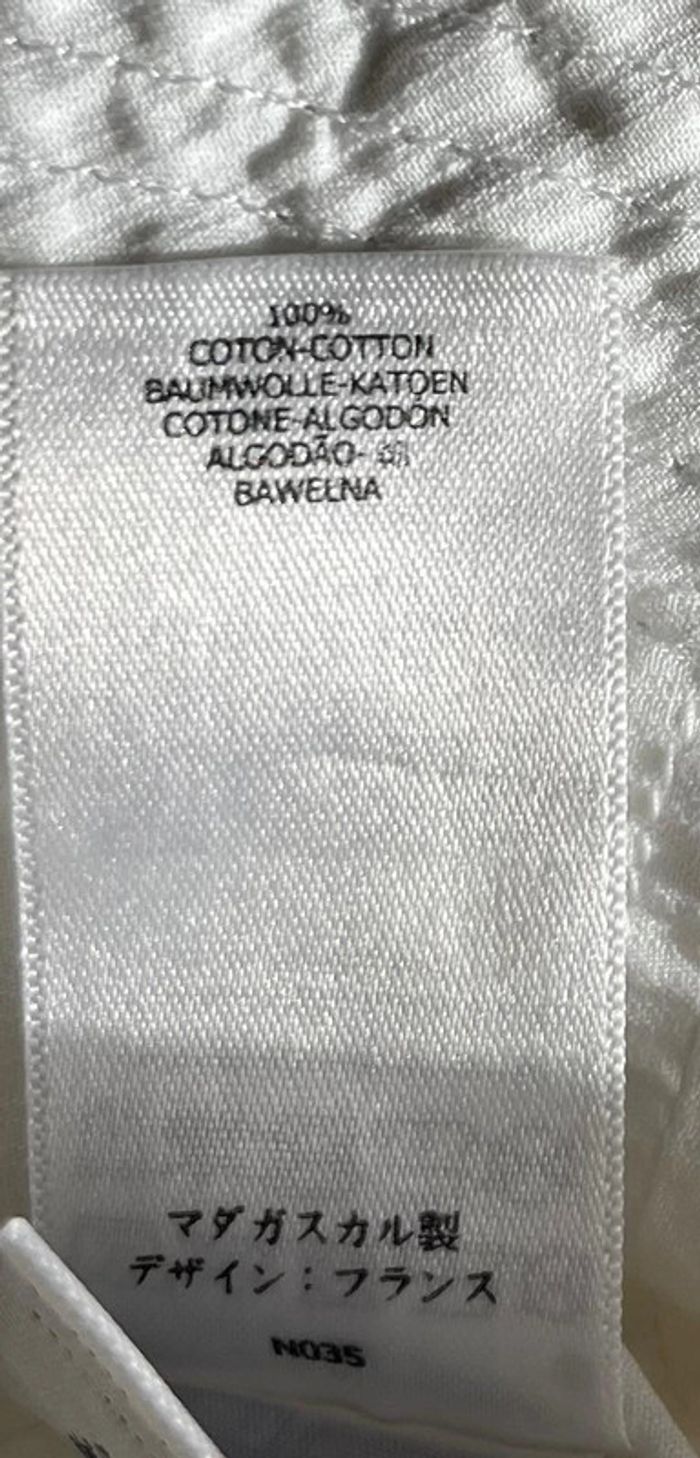 100%
COTON-COTTON
BAUMWOLLE-KATOEN
COTONE-ALGODÓN
ALGODÃO- 綿
BAWEŁNA
マダガスカル製
デザイン：フランス
N035